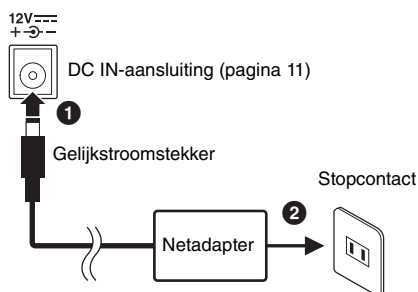 12V
DC IN-aansluiting (pagina 11)
1
Gelijkstroomstekker
Stopcontact
2
Netadapter